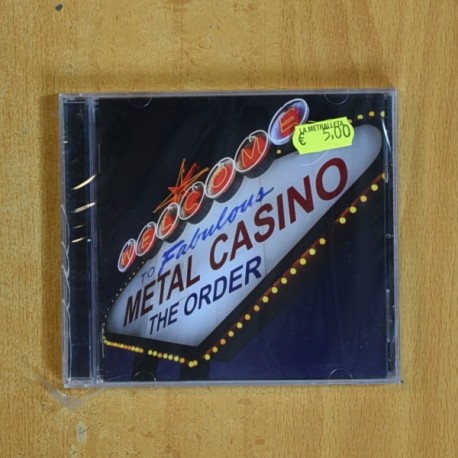 LA METRALLETA
€ 5,00
WELCOME
TO Fabulous
METAL CASINO
THE ORDER